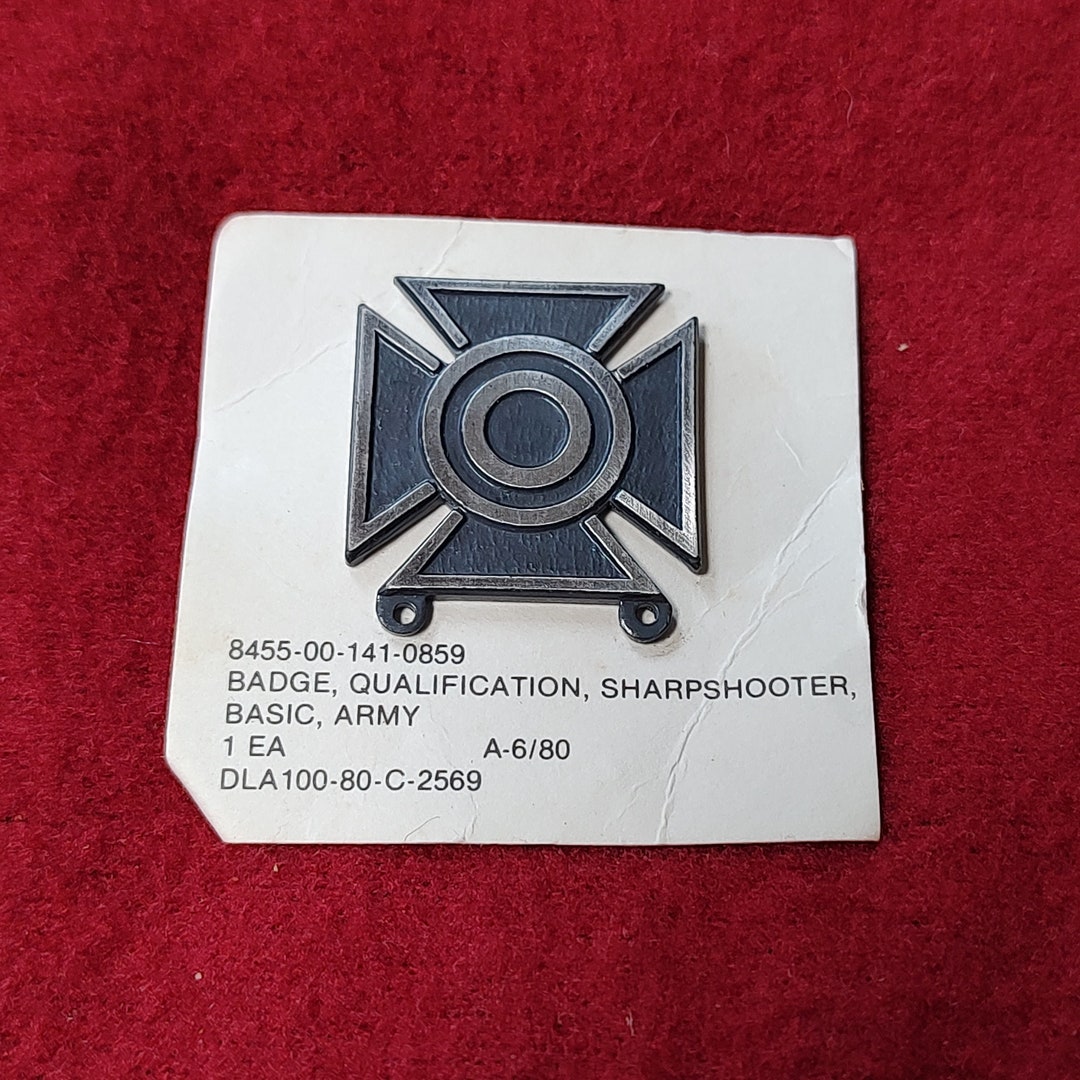 8455-00-141-0859
BADGE, QUALIFICATION, SHARPSHOOTER,
BASIC, ARMY
1 EA A-6/80
DLA100-80-C-2569